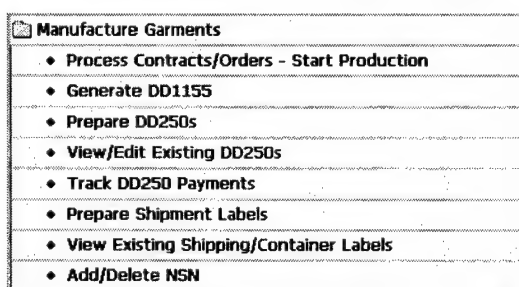 Manufacture Garments
Process Contracts/Orders - Start Production
Generate DD1155
Prepare DD250s
View/Edit Existing DD250s
Track DD250 Payments
Prepare Shipment Labels
View Existing Shipping/Container Labels
Add/Delete NSN